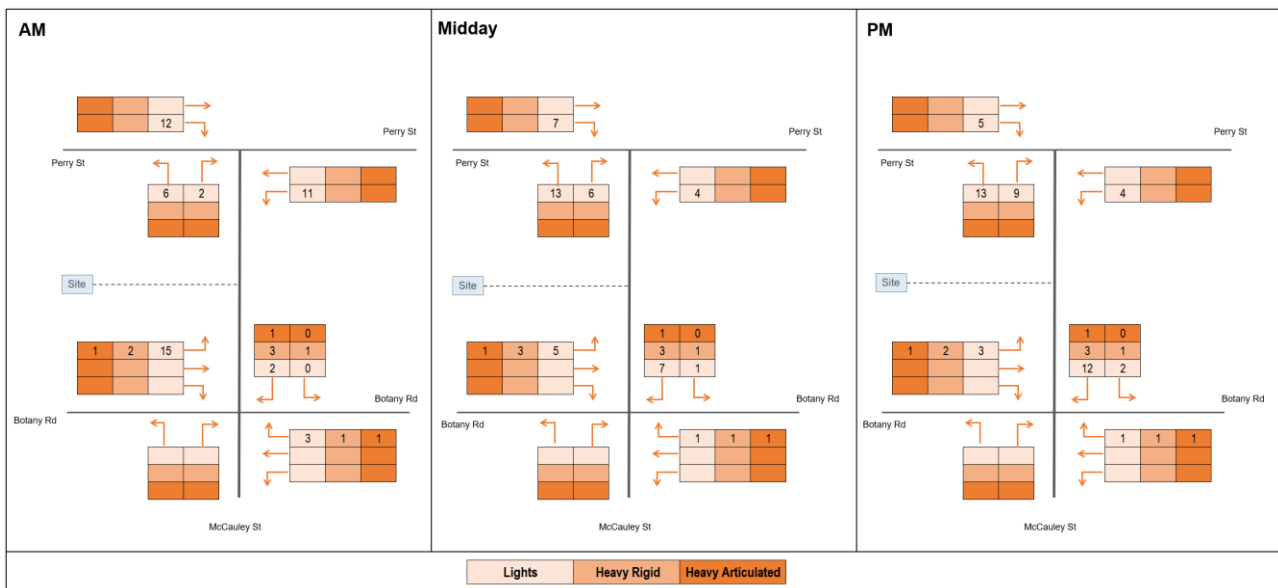 AM
12
Perry St
Perry St
6 2
11
Site
1 0
3 1
2 0
1 2 15
Botany Rd
Botany Rd
3 1 1
McCauley St
Midday
7
Perry St
Perry St
13 6
4
Site
1 0
3 1
7 1
1 3 5
Botany Rd
Botany Rd
1 1 1
McCauley St
PM
5
Perry St
Perry St
13 9
4
Site
1 0
3 1
12 2
1 2 3
Botany Rd
Botany Rd
1 1 1
McCauley St
Lights Heavy Rigid Heavy Articulated